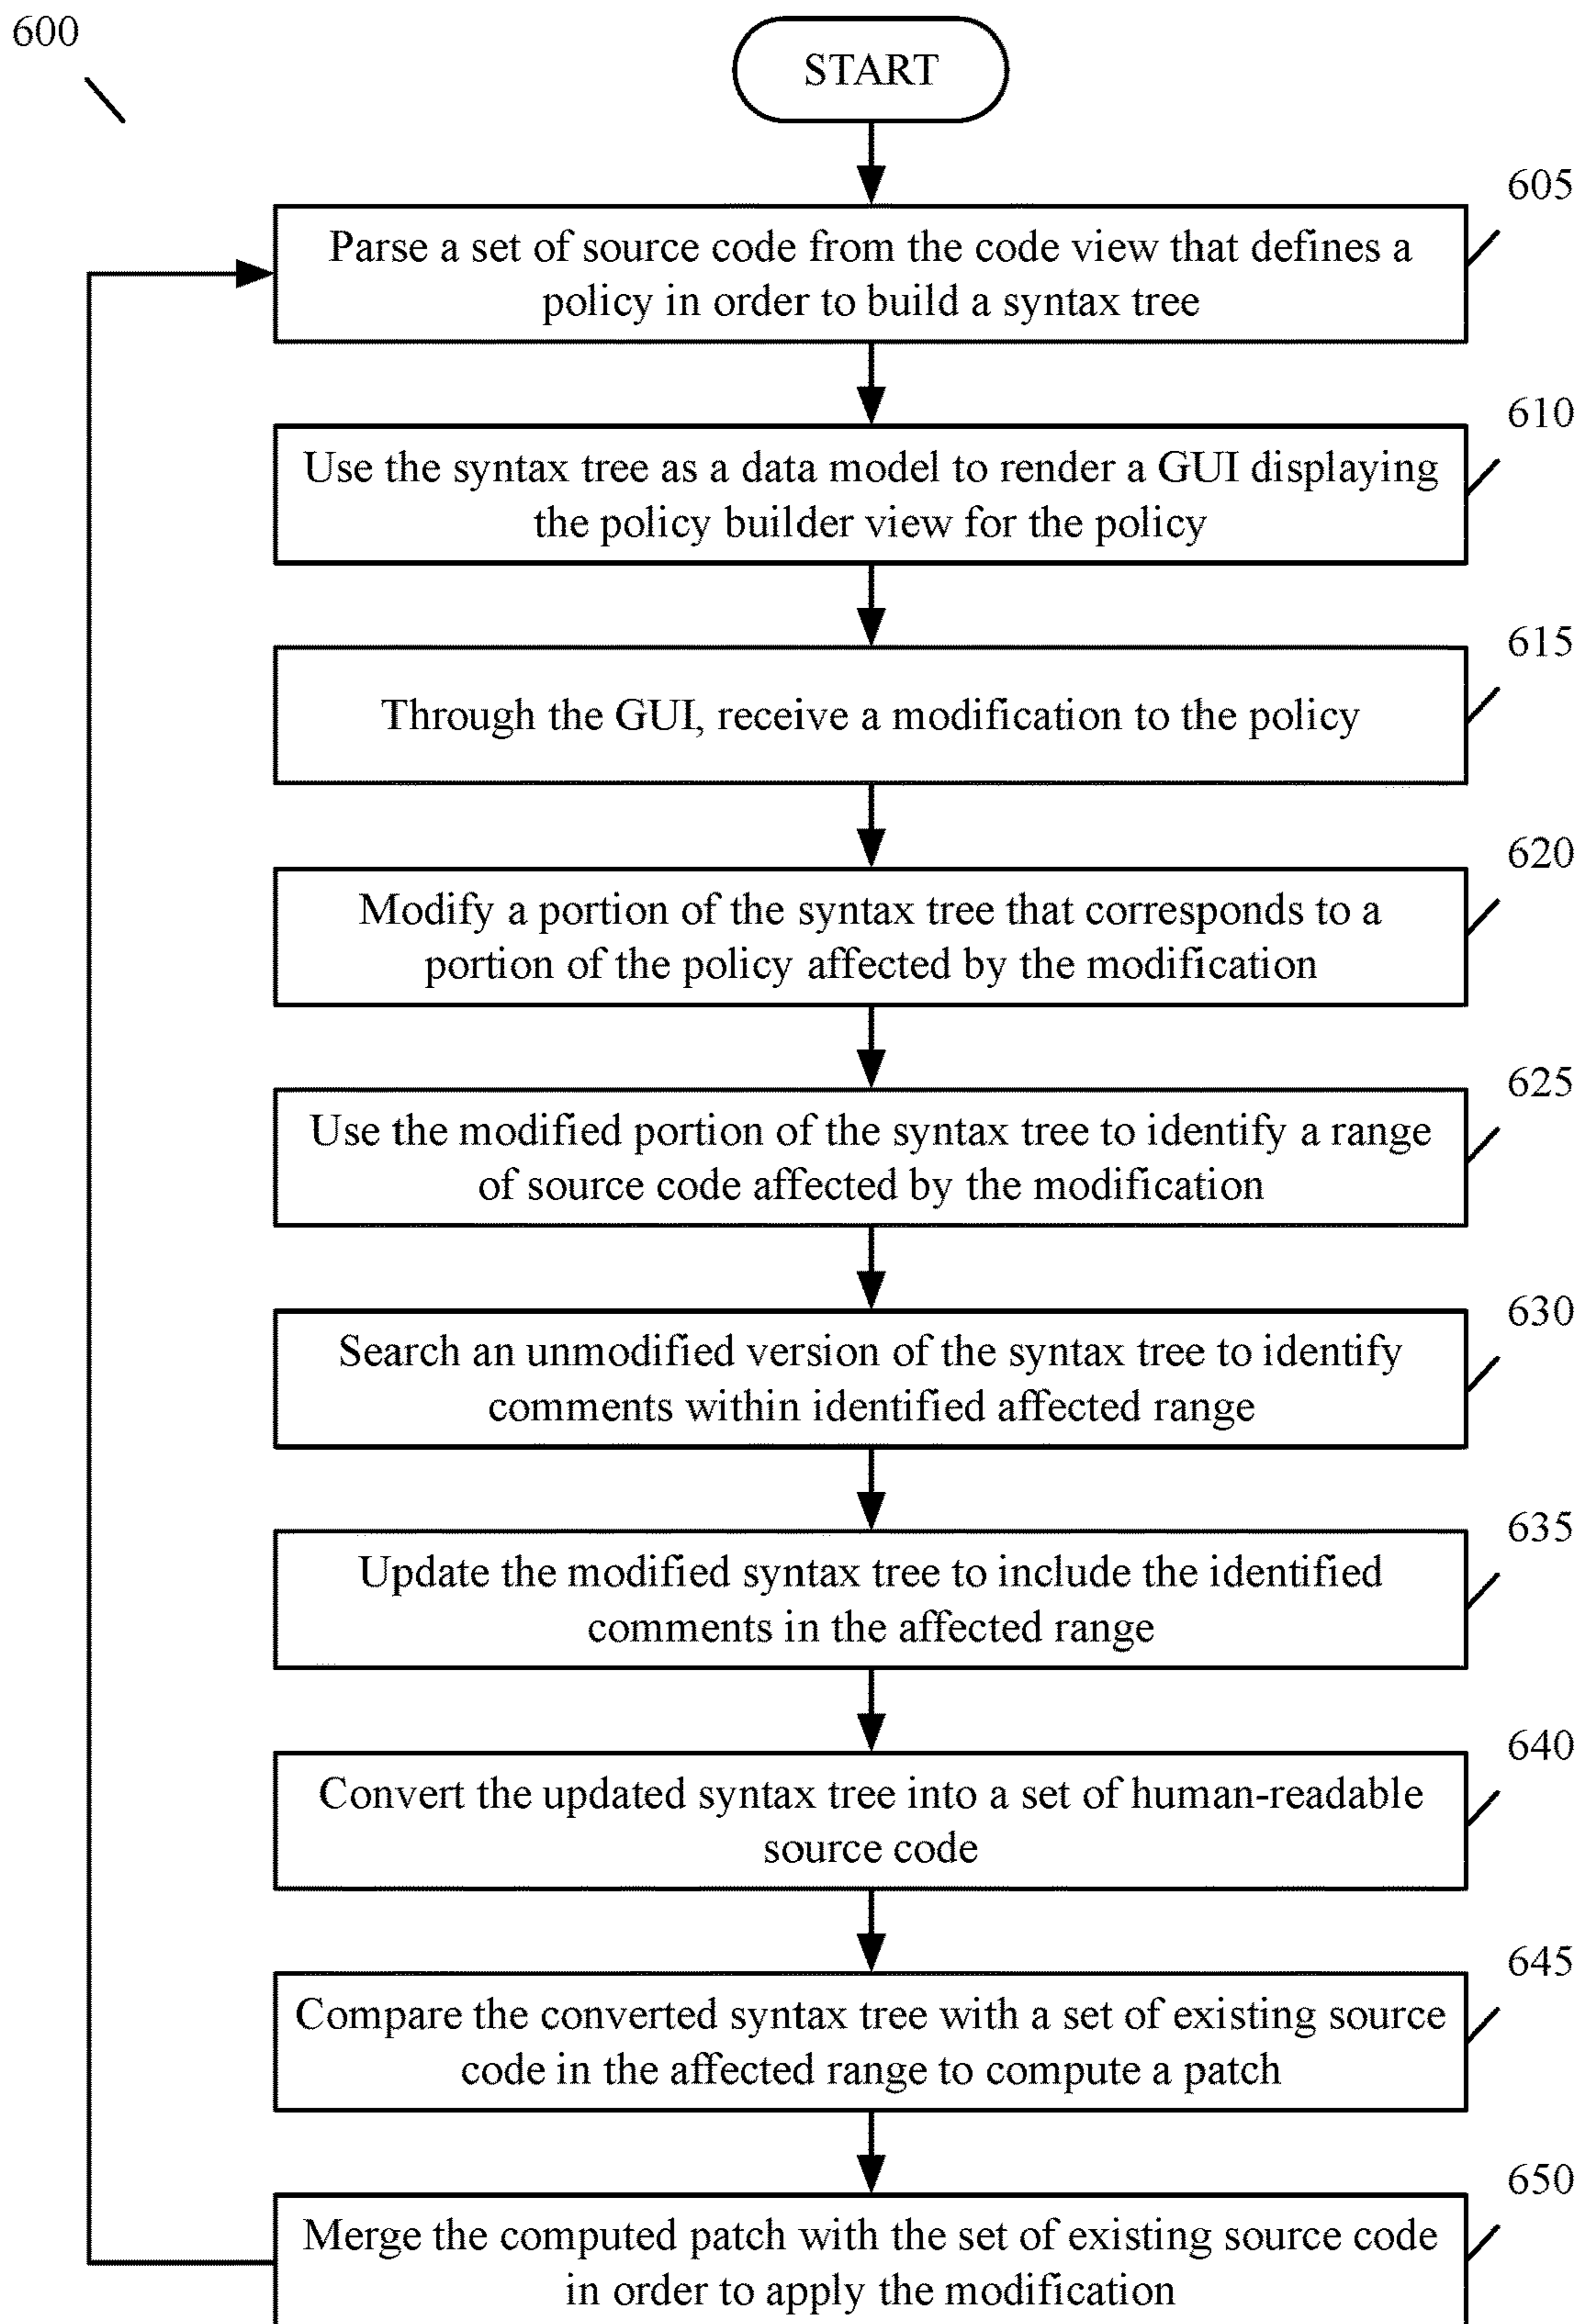 600
START
605
Parse a set of source code from the code view that defines a
policy in order to build a syntax tree
610
Use the syntax tree as a data model to render a GUI displaying
the policy builder view for the policy
615
Through the GUI, receive a modification to the policy
620
Modify a portion of the syntax tree that corresponds to a
portion of the policy affected by the modification
625
Use the modified portion of the syntax tree to identify a range
of source code affected by the modification
630
Search an unmodified version of the syntax tree to identify
comments within identified affected range
635
Update the modified syntax tree to include the identified
comments in the affected range
640
Convert the updated syntax tree into a set of human-readable
source code
645
Compare the converted syntax tree with a set of existing source
code in the affected range to compute a patch
650
Merge the computed patch with the set of existing source code
in order to apply the modification